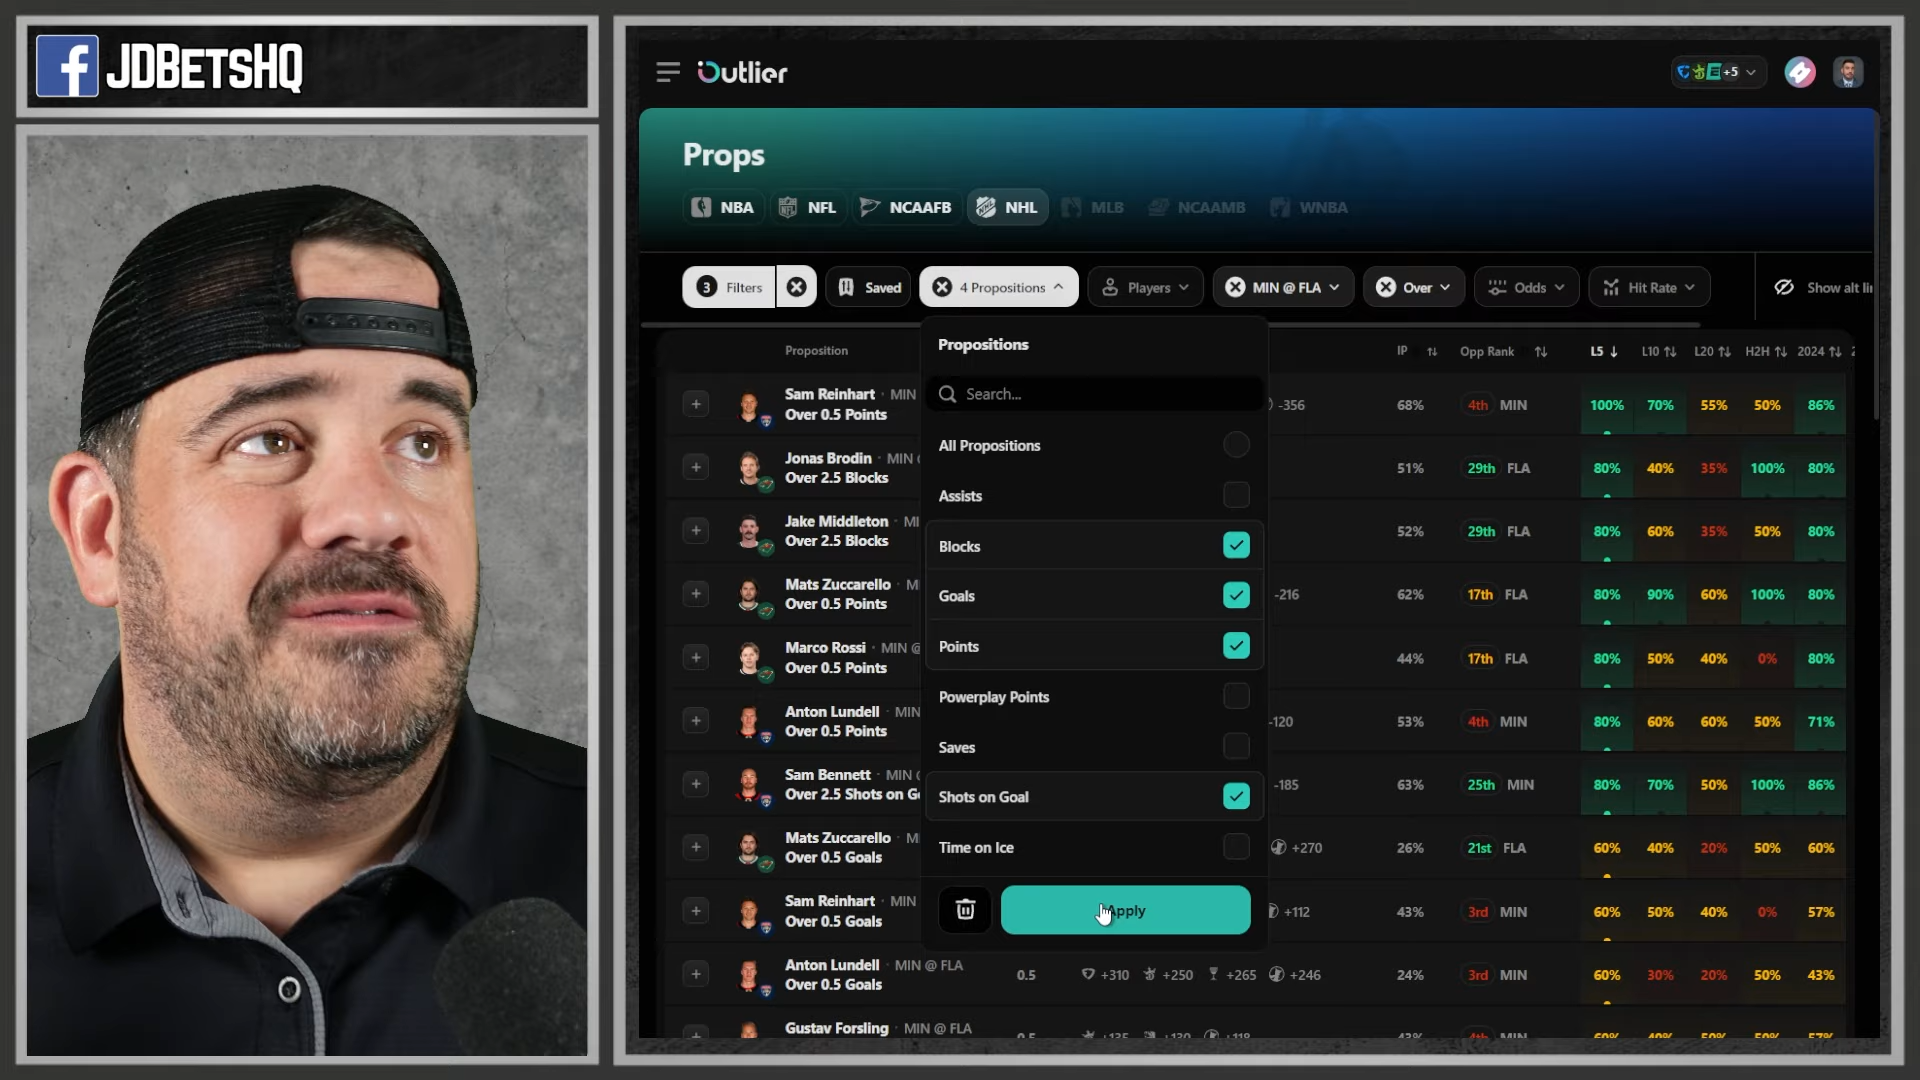 JDBetsHQ
Outlier
+5
Props
NBA
NFL
NCAAFB
NHL
MLB
NCAAMB
WNBA
3 Filters
Saved
4 Propositions
Players
MIN @ FLA
Over
Odds
Hit Rate
Show alt
Proposition
IP
Opp Rank
L5
L10
L20
H2H
2024
Propositions
Search...
All Propositions
Assists
Blocks
Goals
Points
Powerplay Points
Saves
Shots on Goal
Time on Ice
Apply
Sam Reinhart · MIN
Over 0.5 Points
-356 68% 4th MIN 100% 70% 55% 50% 86%
Jonas Brodin · MIN
Over 2.5 Blocks
51% 29th FLA 80% 40% 35% 100% 80%
Jake Middleton · MI
Over 2.5 Blocks
52% 29th FLA 80% 60% 35% 50% 80%
Mats Zuccarello · M
Over 0.5 Points
-216 62% 17th FLA 80% 90% 60% 100% 80%
Marco Rossi · MIN @
Over 0.5 Points
44% 17th FLA 80% 50% 40% 0% 80%
Anton Lundell · MIN
Over 0.5 Points
-120 53% 4th MIN 80% 60% 60% 50% 71%
Sam Bennett · MIN
Over 2.5 Shots on G
-185 63% 25th MIN 80% 70% 50% 100% 86%
Mats Zuccarello · M
Over 0.5 Goals
+270 26% 21st FLA 60% 40% 20% 50% 60%
Sam Reinhart · MIN
Over 0.5 Goals
+112 43% 3rd MIN 60% 50% 40% 0% 57%
Anton Lundell · MIN @ FLA
Over 0.5 Goals
0.5 +310 +250 +265 +246 24% 3rd MIN 60% 30% 20% 50% 43%
Gustav Forsling · MIN @ FLA